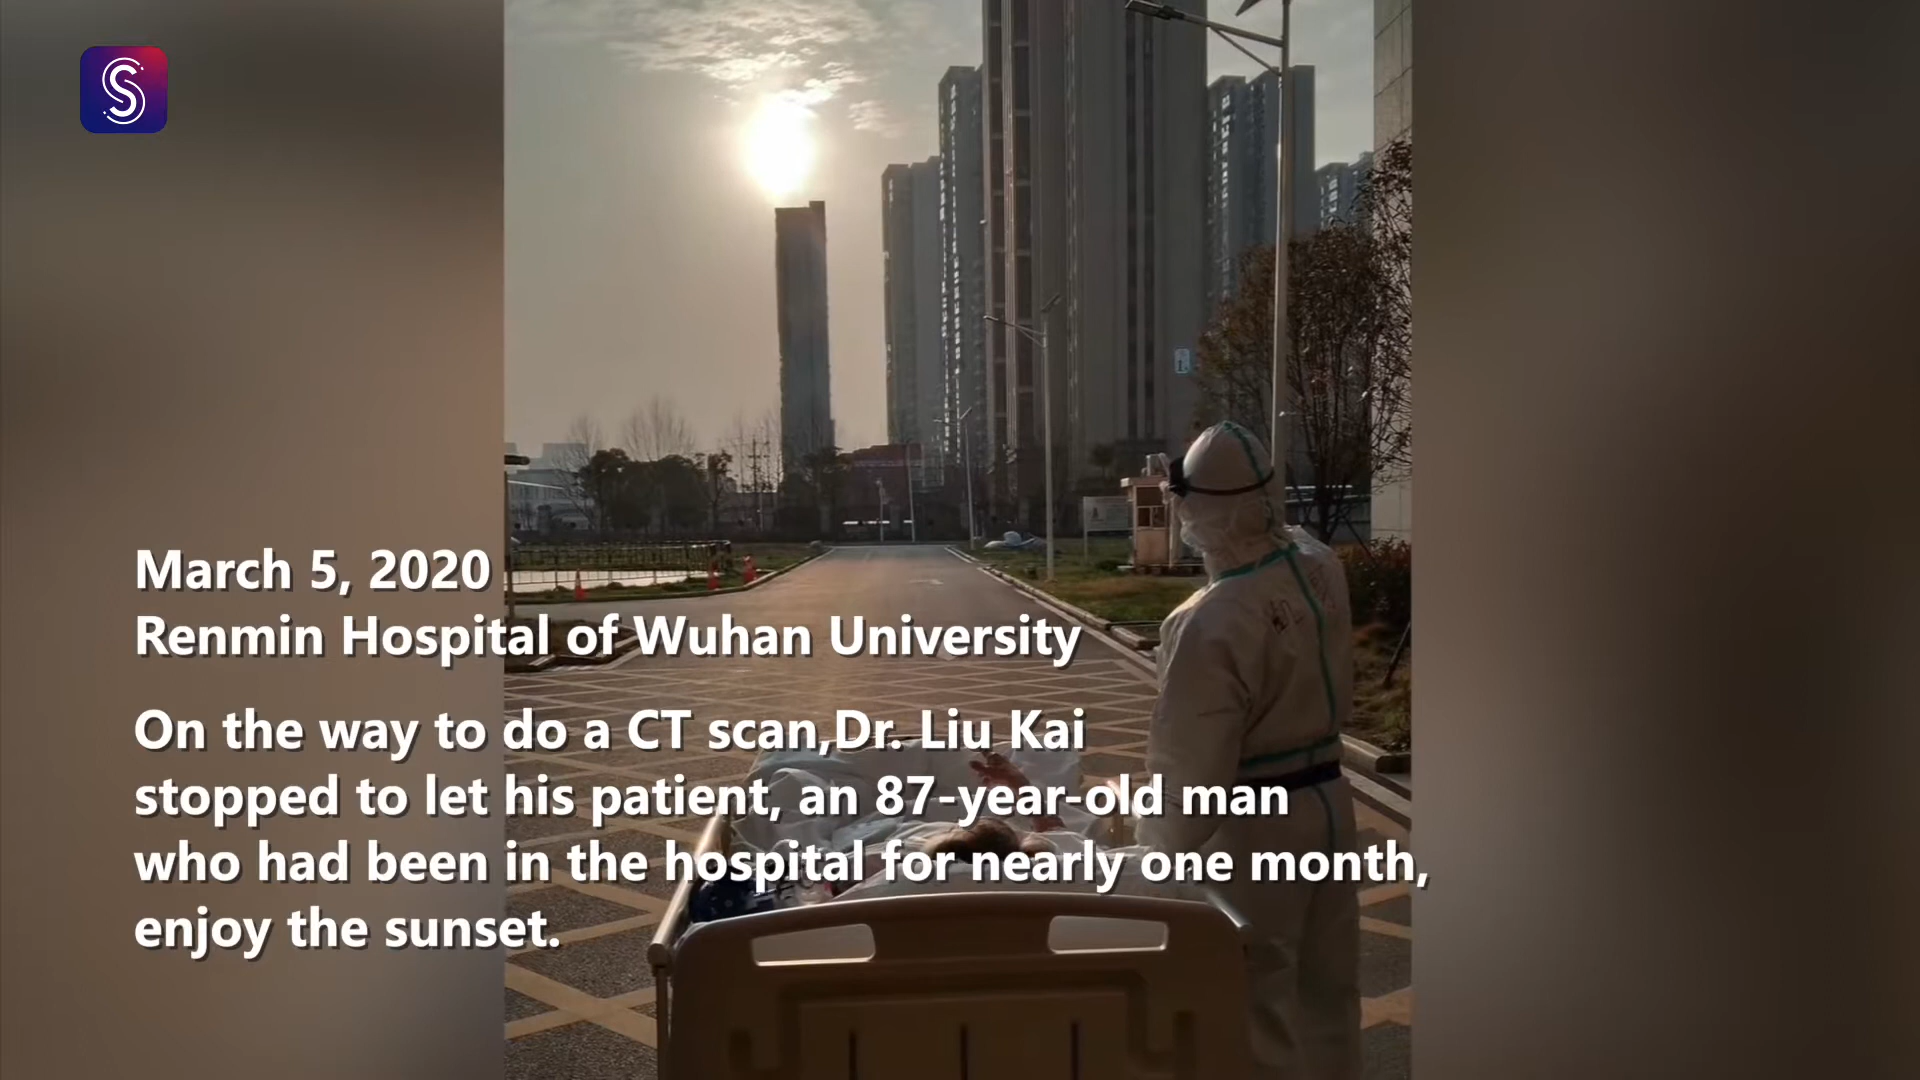 S
March 5, 2020
Renmin Hospital of Wuhan University
On the way to do a CT scan,Dr. Liu Kai
stopped to let his patient, an 87-year-old man
who had been in the hospital for nearly one month,
enjoy the sunset.